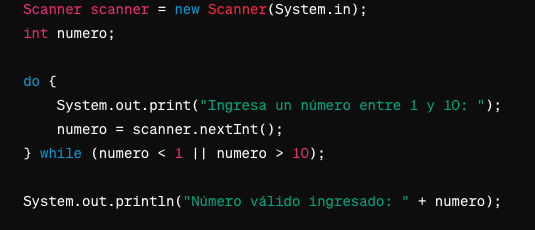 Scanner scanner = new Scanner(System.in);
int numero;
do {
    System.out.print("Ingresa un número entre 1 y 10: ");
    numero = scanner.nextInt();
} while (numero < 1 || numero > 10);
System.out.println("Número válido ingresado: " + numero);